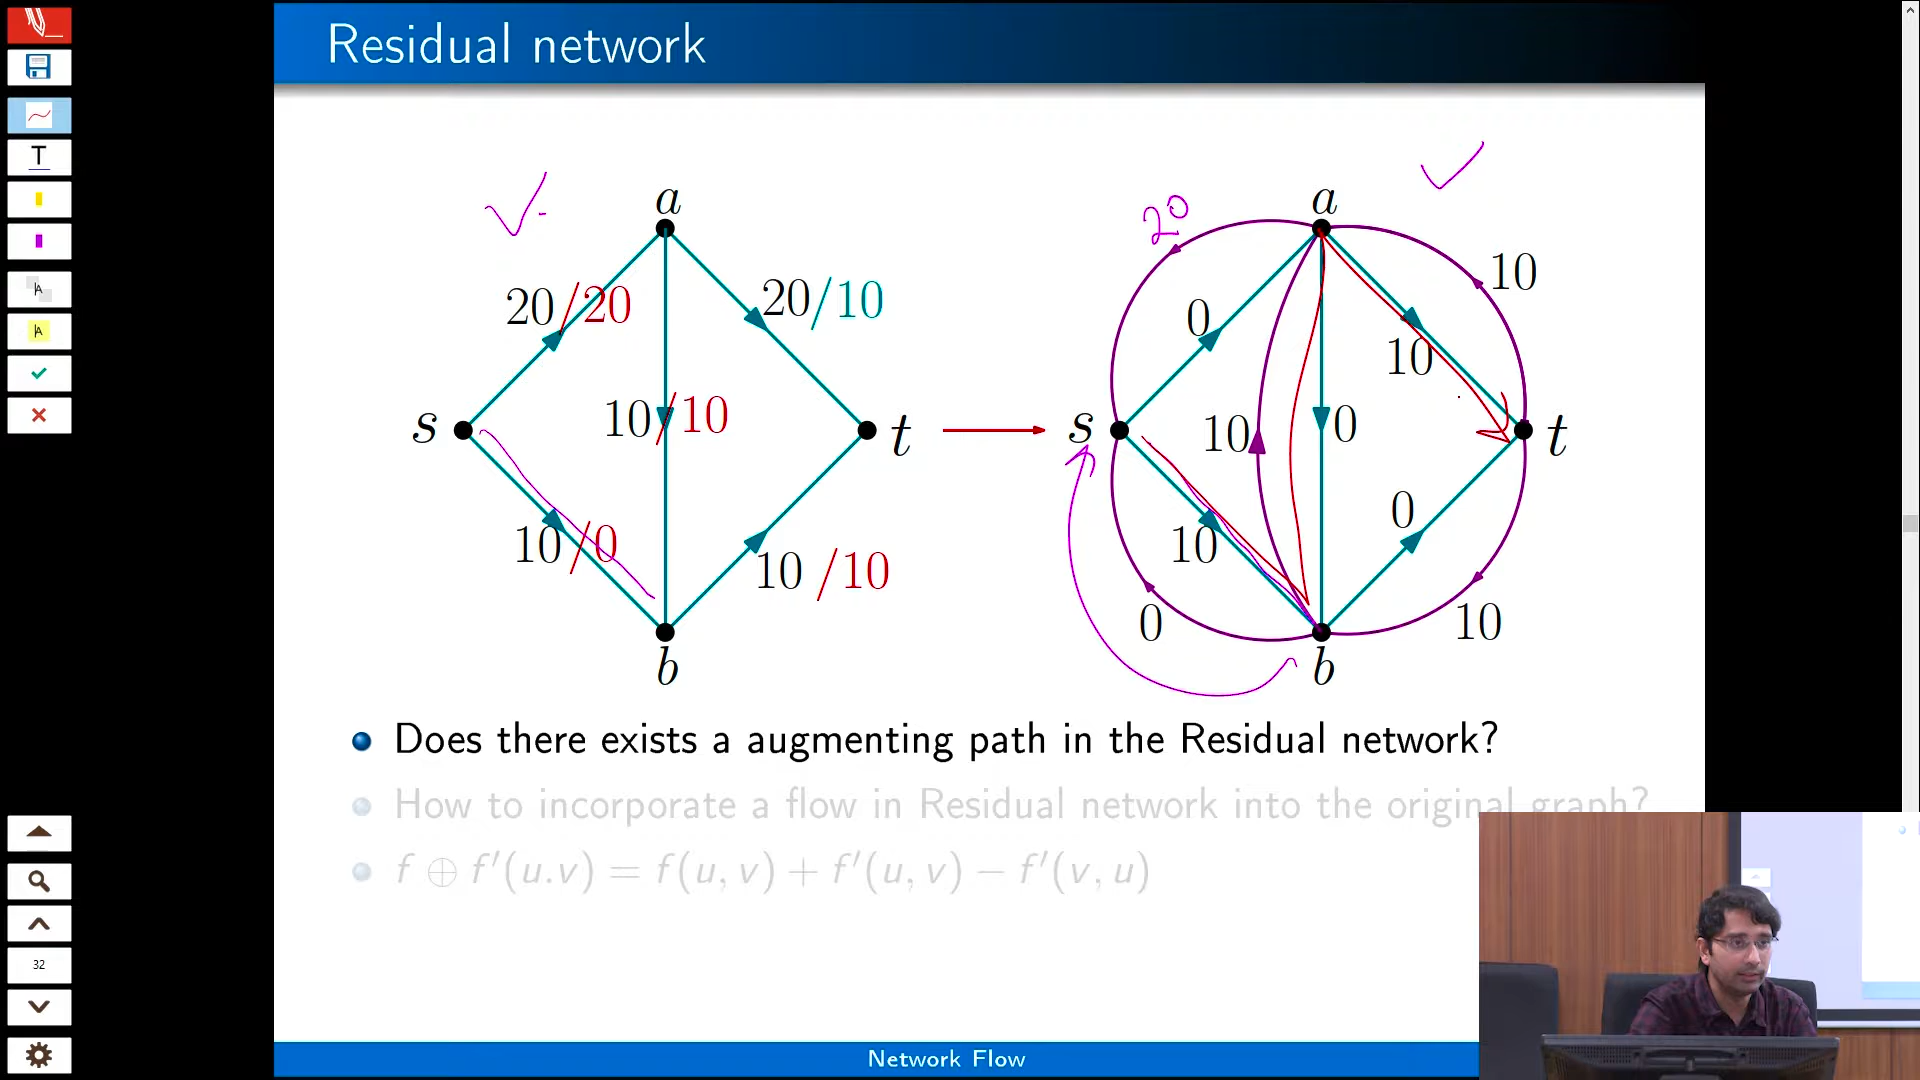 Residual network
a
20/20
20/10
10/10
s
t
10/0
10/10
b
20
a
10
0
10
s
10
0
t
10
0
0
10
b
Does there exists a augmenting path in the Residual network?
How to incorporate a flow in Residual network into the original graph?
f ⊕ f′(u.v) = f(u, v) + f′(u, v) − f′(v, u)
Network Flow
T
A
A
32